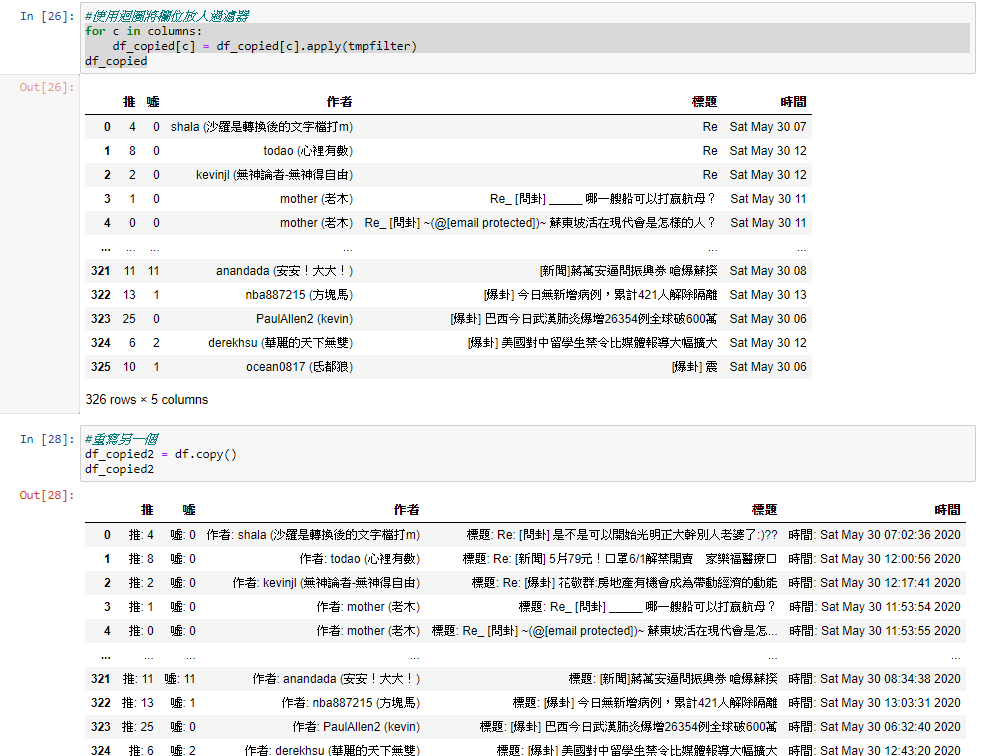 In [26]: #使用迴圈將欄位放入過濾器
for c in columns:
    df_copied[c] = df_copied[c].apply(tmpfilter)
df_copied
Out[26]:
推 噓 作者 標題 時間
0 4 0 shala (沙羅是轉換後的文字檔打m) Re Sat May 30 07
1 8 0 todao (心裡有數) Re Sat May 30 12
2 2 0 kevinjl (無神論者-無神得自由) Re Sat May 30 12
3 1 0 mother (老木) Re_ [問卦] ______ 哪一艘船可以打贏航母？ Sat May 30 11
4 0 0 mother (老木) Re_ [問卦] ~(@[email protected])~ 蘇東坡活在現代會是怎樣的人？ Sat May 30 11
... ... ... ... ... ...
321 11 11 anandada (安安！大大！) [新聞]蔣萬安逼問振興券 嗆爆蘇揆 Sat May 30 08
322 13 1 nba887215 (方塊馬) [爆卦] 今日無新增病例，累計421人解除隔離 Sat May 30 13
323 25 0 PaulAllen2 (kevin) [爆卦] 巴西今日武漢肺炎爆增26354例全球破600萬 Sat May 30 06
324 6 2 derekhsu (華麗的天下無雙) [爆卦] 美國對中留學生禁令比媒體報導大幅擴大 Sat May 30 12
325 10 1 ocean0817 (氐都狼) [爆卦] 震 Sat May 30 06
326 rows × 5 columns
In [28]: #重寫另一個
df_copied2 = df.copy()
df_copied2
Out[28]:
推 噓 作者 標題 時間
0 推: 4 噓: 0 作者: shala (沙羅是轉換後的文字檔打m) 標題: Re: [問卦] 是不是可以開始光明正大幹別人老婆了:)?? 時間: Sat May 30 07:02:36 2020
1 推: 8 噓: 0 作者: todao (心裡有數) 標題: Re: [新聞] 5片79元！口罩6/1解禁開賣　家樂福醫療口 時間: Sat May 30 12:00:56 2020
2 推: 2 噓: 0 作者: kevinjl (無神論者-無神得自由) 標題: Re: [爆卦] 花敬群:房地產有機會成為帶動經濟的動能 時間: Sat May 30 12:17:41 2020
3 推: 1 噓: 0 作者: mother (老木) 標題: Re_ [問卦] ______ 哪一艘船可以打贏航母？ 時間: Sat May 30 11:53:54 2020
4 推: 0 噓: 0 作者: mother (老木) 標題: Re_ [問卦] ~(@[email protected])~ 蘇東坡活在現代會是怎... 時間: Sat May 30 11:53:55 2020
... ... ... ... ... ...
321 推: 11 噓: 11 作者: anandada (安安！大大！) 標題: [新聞]蔣萬安逼問振興券 嗆爆蘇揆 時間: Sat May 30 08:34:38 2020
322 推: 13 噓: 1 作者: nba887215 (方塊馬) 標題: [爆卦] 今日無新增病例，累計421人解除隔離 時間: Sat May 30 13:03:31 2020
323 推: 25 噓: 0 作者: PaulAllen2 (kevin) 標題: [爆卦] 巴西今日武漢肺炎爆增26354例全球破600萬 時間: Sat May 30 06:32:40 2020
324 推: 6 噓: 2 作者: derekhsu (華麗的天下無雙) 標題: [爆卦] 美國對中留學生禁令比媒體報導大幅擴大 時間: Sat May 30 12:43:20 2020